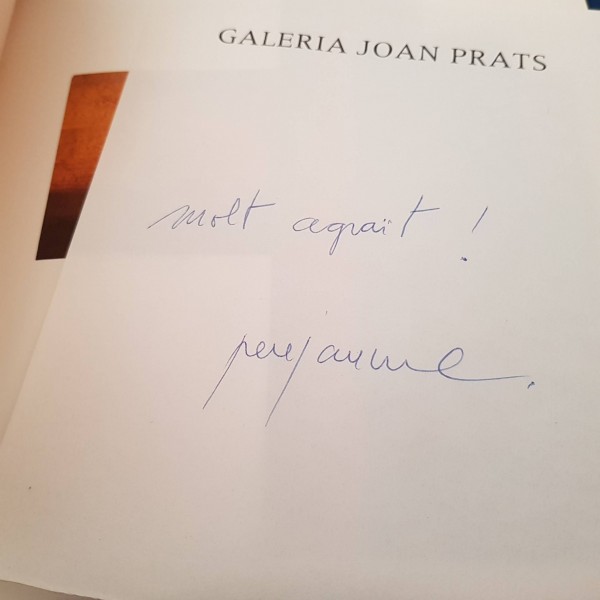 GALERIA JOAN PRATS
molt agraït !
perejaume.